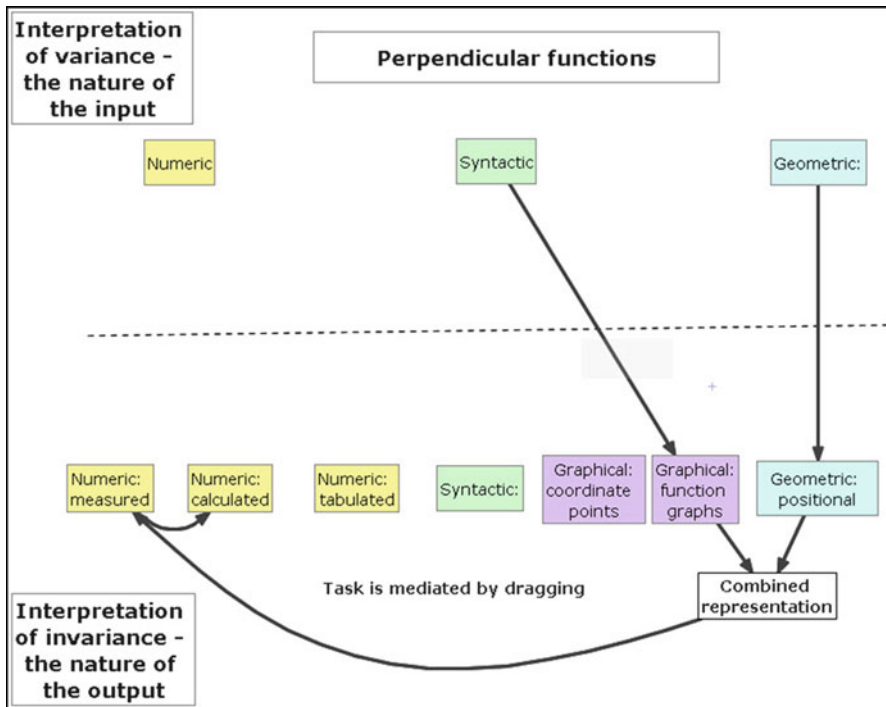 Interpretation
of variance -
the nature of
the input
Perpendicular functions
Numeric
Syntactic
Geometric:
Numeric:
measured
Numeric:
calculated
Numeric:
tabulated
Syntactic:
Graphical:
coordinate
points
Graphical:
function
graphs
Geometric:
positional
Task is mediated by dragging
Combined
representation
Interpretation
of invariance -
the nature of
the output